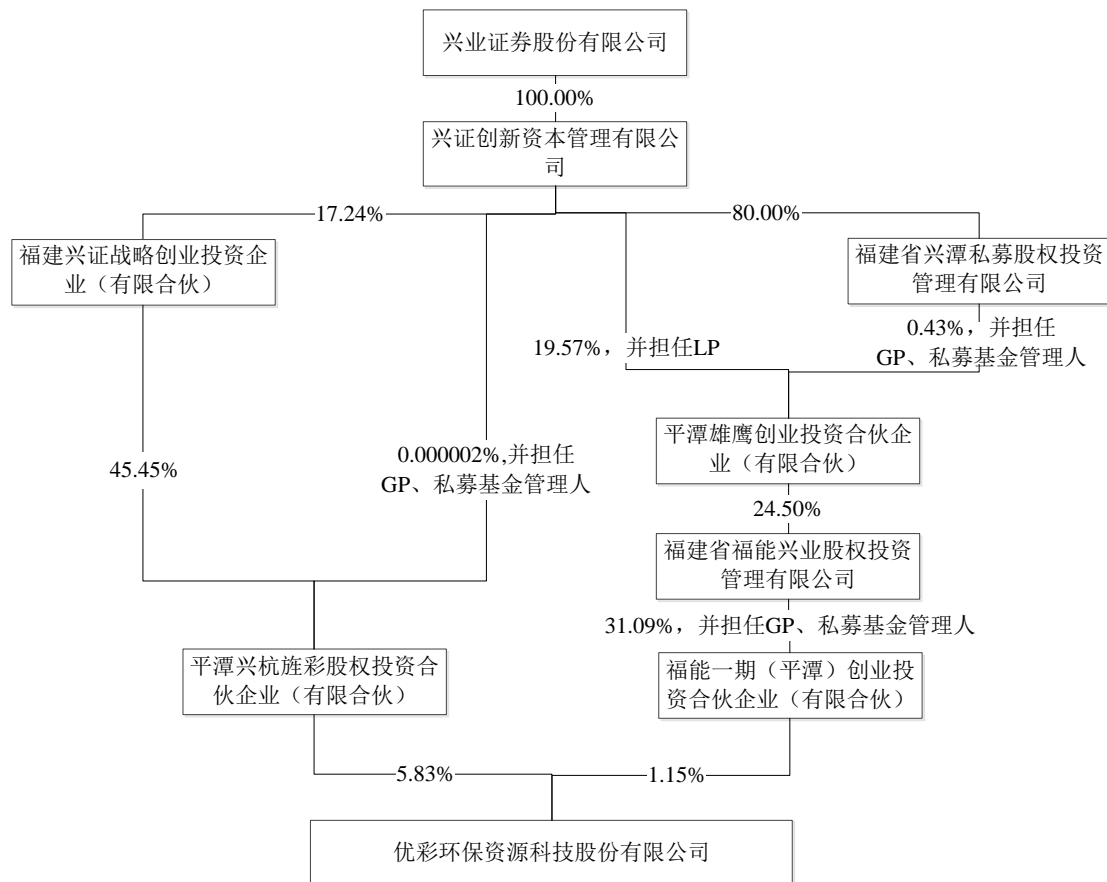 兴业证券股份有限公司
100.00%
兴证创新资本管理有限公
司
17.24%
80.00%
福建兴证战略创业投资企
业（有限合伙）
福建省兴潭私募股权投资
管理有限公司
19.57%，并担任LP
0.43%，并担任
GP、私募基金管理人
45.45%
0.000002%,并担任
GP、私募基金管理人
平潭雄鹰创业投资合伙企
业（有限合伙）
24.50%
福建省福能兴业股权投资
管理有限公司
31.09%，并担任GP、私募基金管理人
平潭兴杭旌彩股权投资合
伙企业（有限合伙）
福能一期（平潭）创业投
资合伙企业（有限合伙）
5.83%
1.15%
优彩环保资源科技股份有限公司